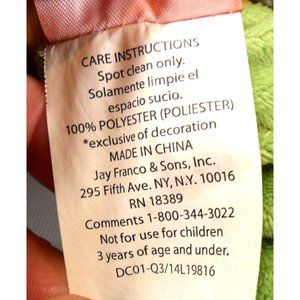 CARE INSTRUCTIONS
Spot clean only.
Solamente limpie el
espacio sucio.
100% POLYESTER (POLIESTER)
*exclusive of decoration
MADE IN CHINA
Jay Franco & Sons, Inc.
295 Fifth Ave. NY, N.Y. 10016
RN 18389
Comments 1-800-344-3022
Not for use for children
3 years of age and under.
DC01-Q3/14L19816